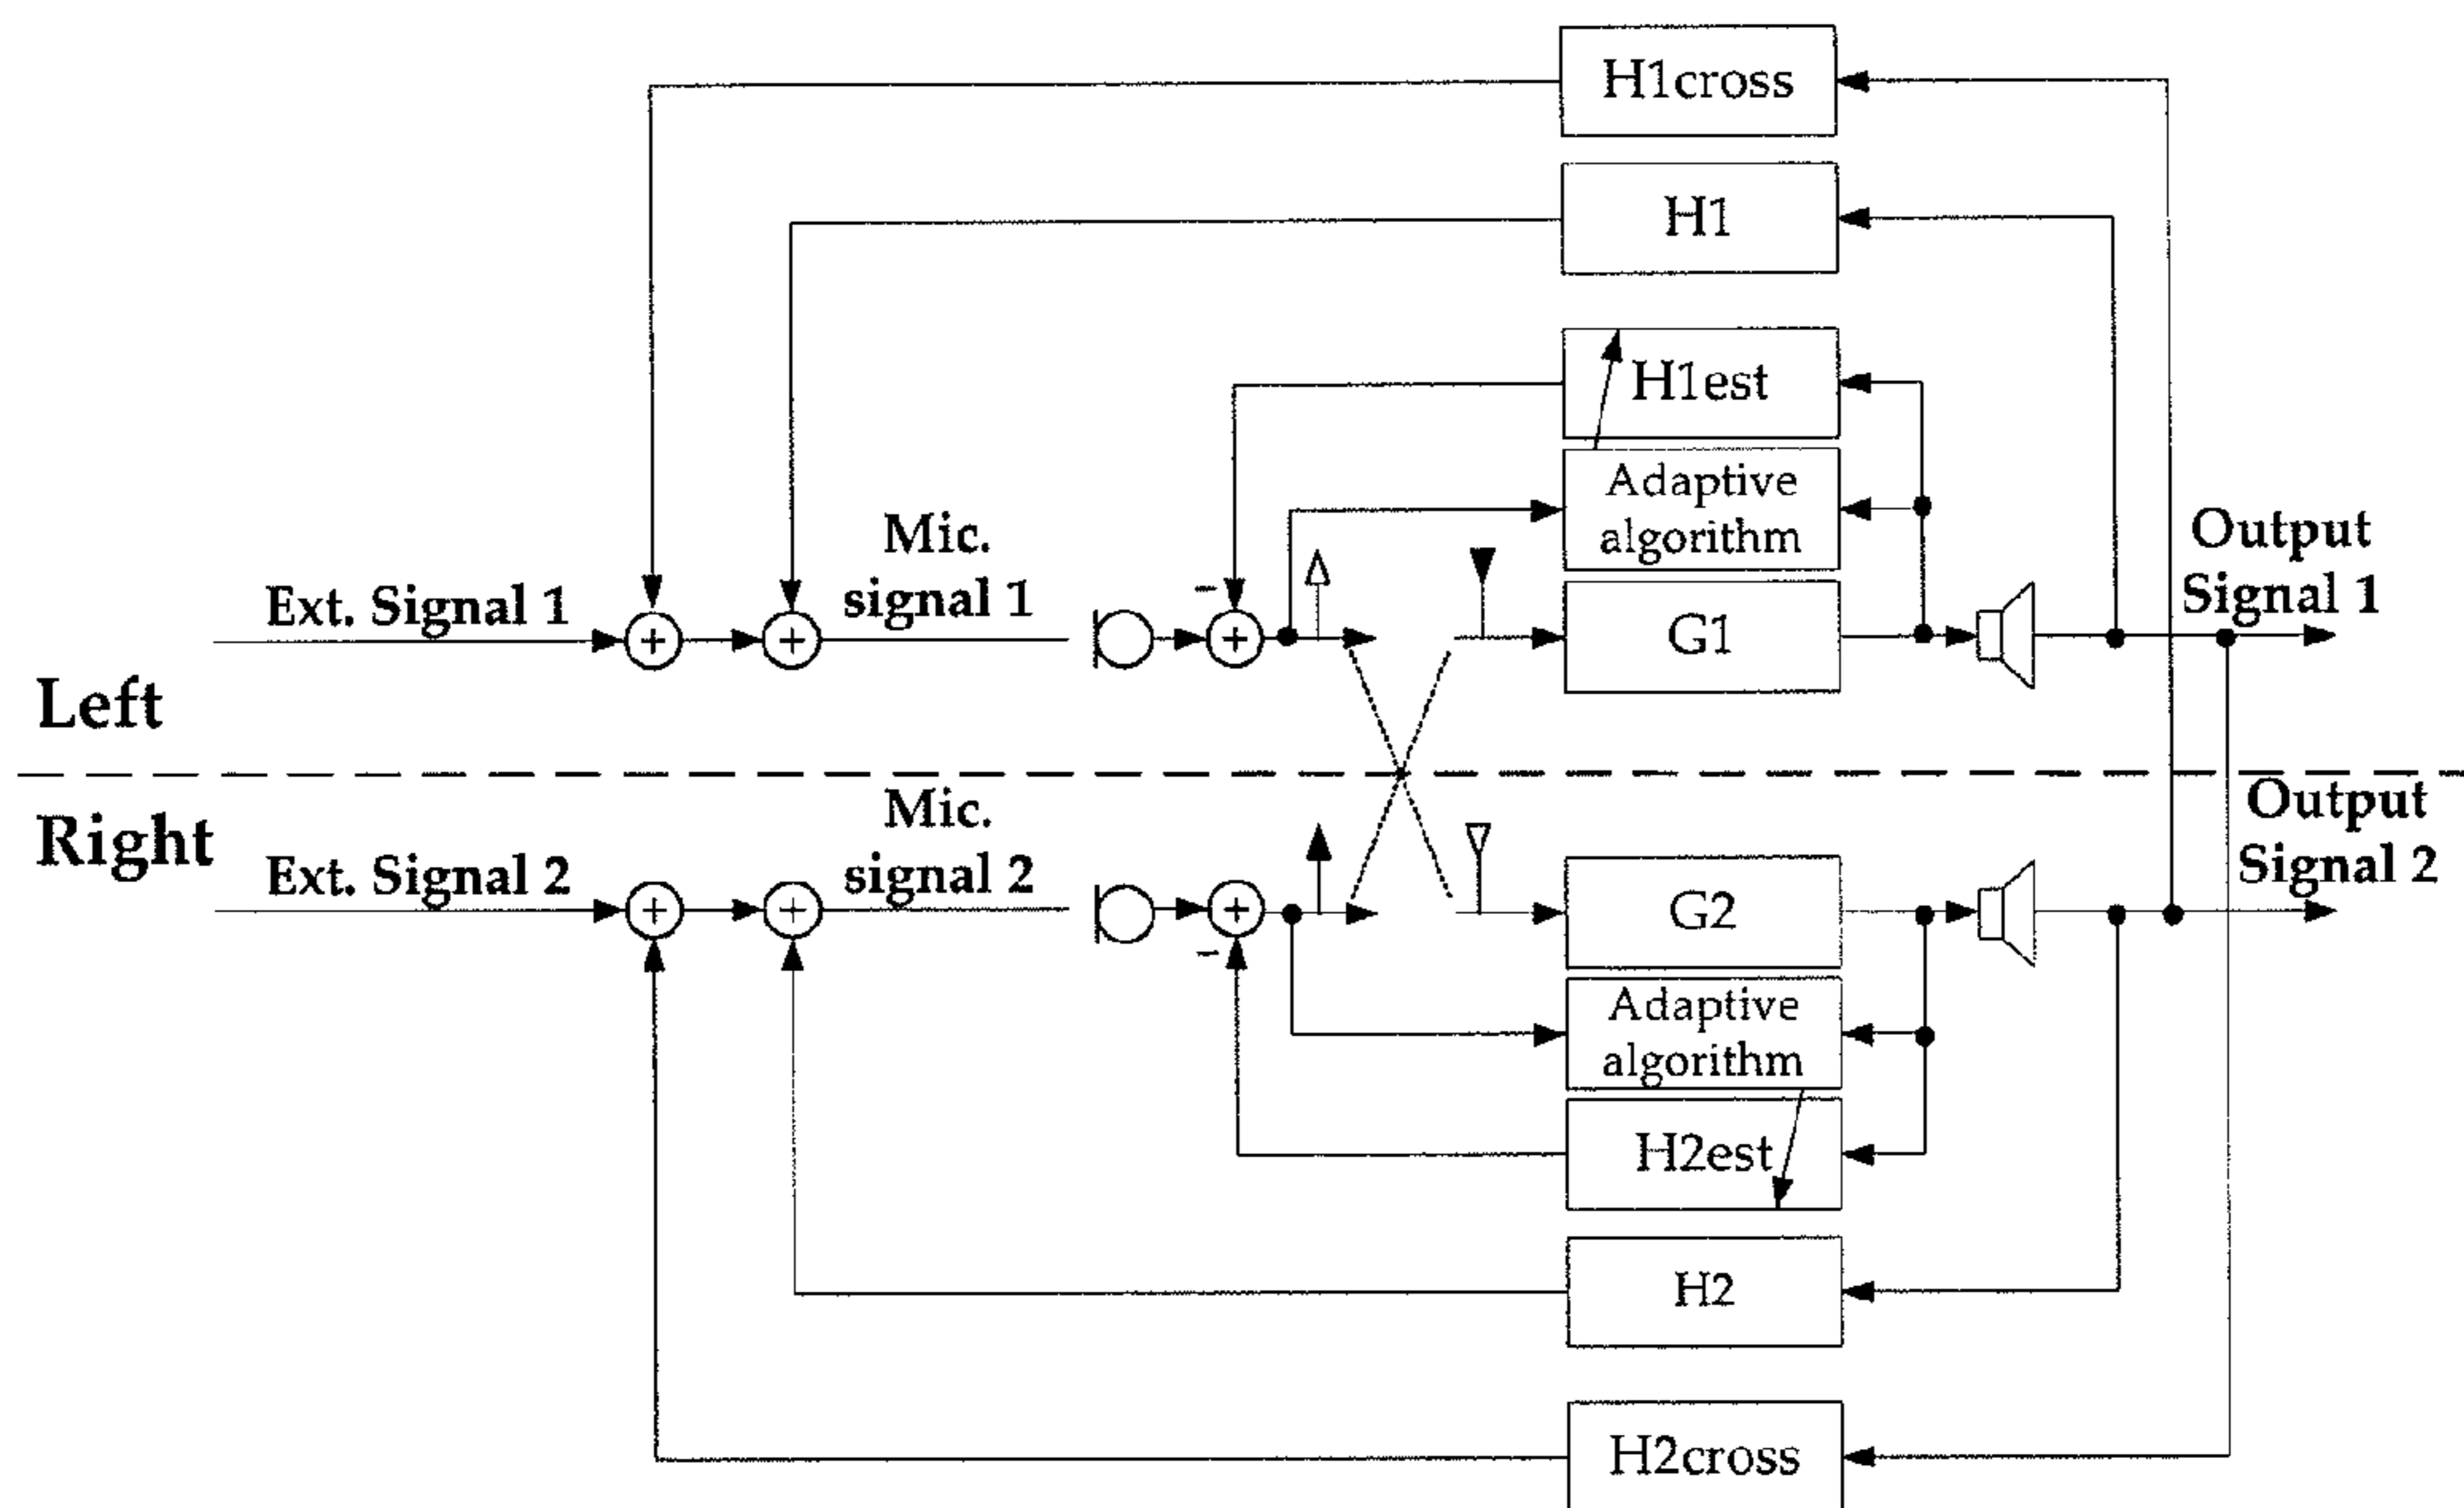 H1cross
H1
H1est
Adaptive
algorithm
G1
Mic.
signal 1
Ext. Signal 1
Output
Signal 1
-
+
+
+
Left
Right
Mic.
signal 2
Ext. Signal 2
Output
Signal 2
+
+
+
-
G2
Adaptive
algorithm
H2est
H2
H2cross